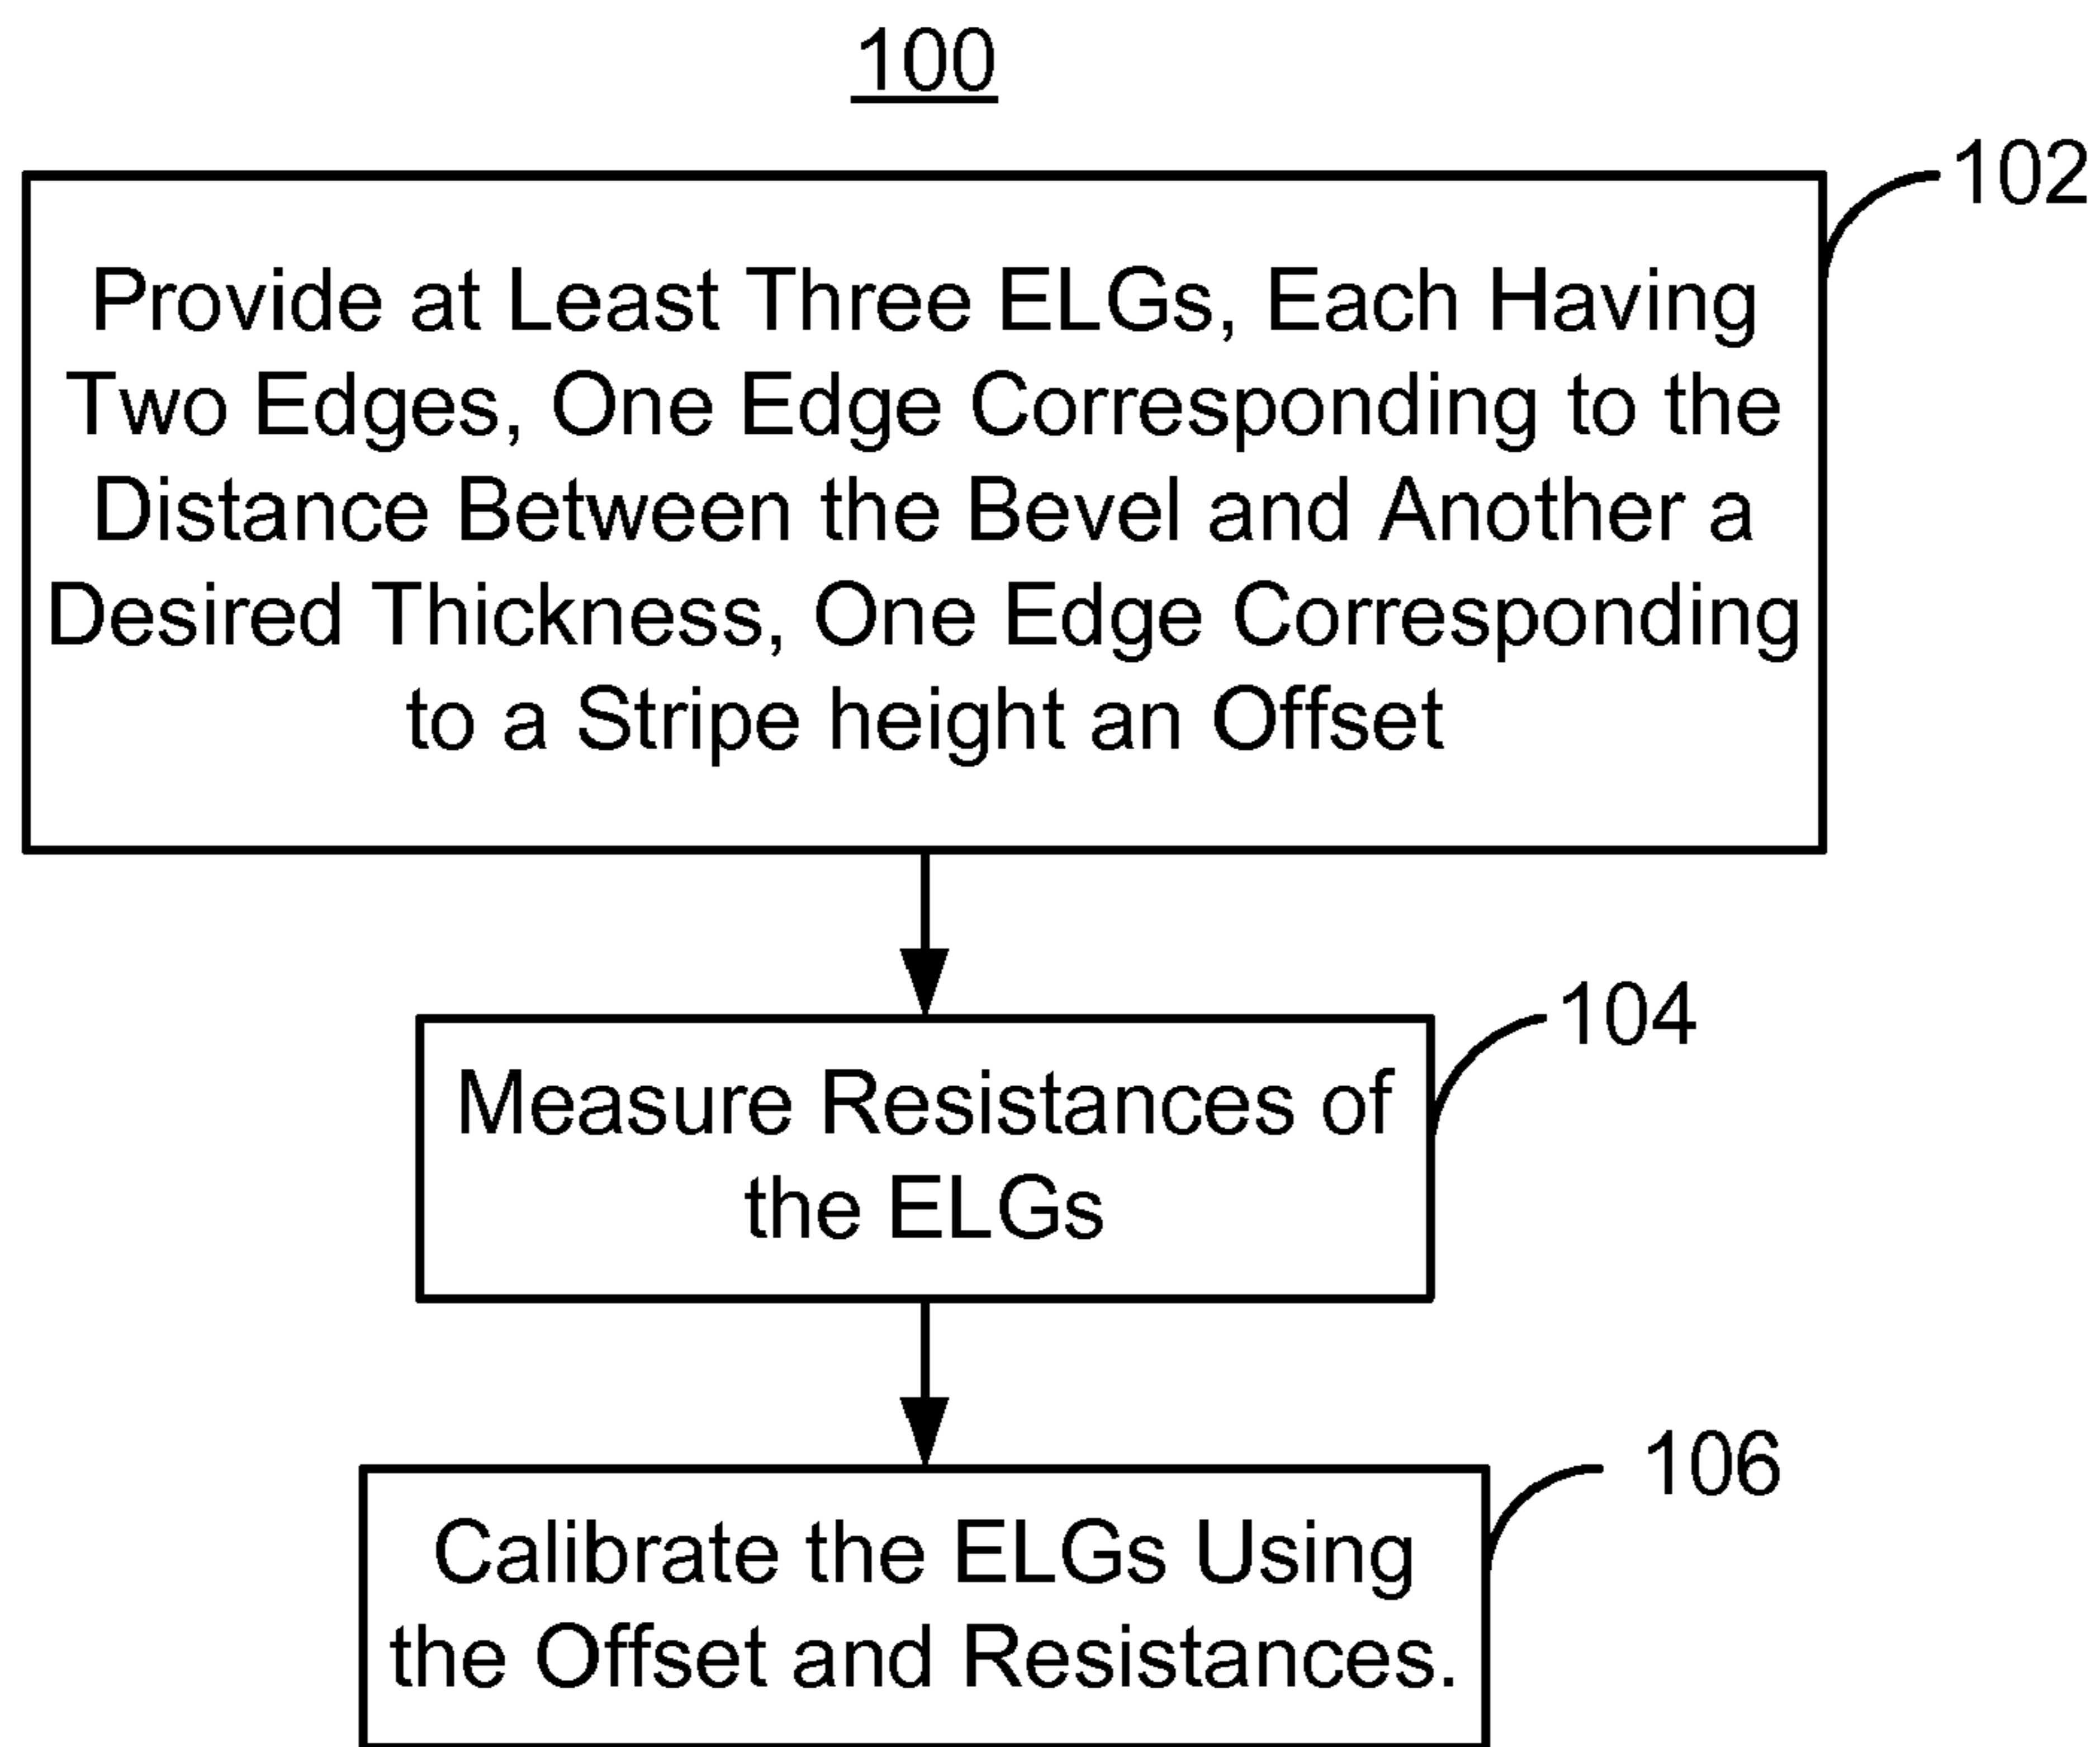 100
102
Provide at Least Three ELGs, Each Having
Two Edges, One Edge Corresponding to the
Distance Between the Bevel and Another a
Desired Thickness, One Edge Corresponding
to a Stripe height an Offset
104
Measure Resistances of
the ELGs
106
Calibrate the ELGs Using
the Offset and Resistances.